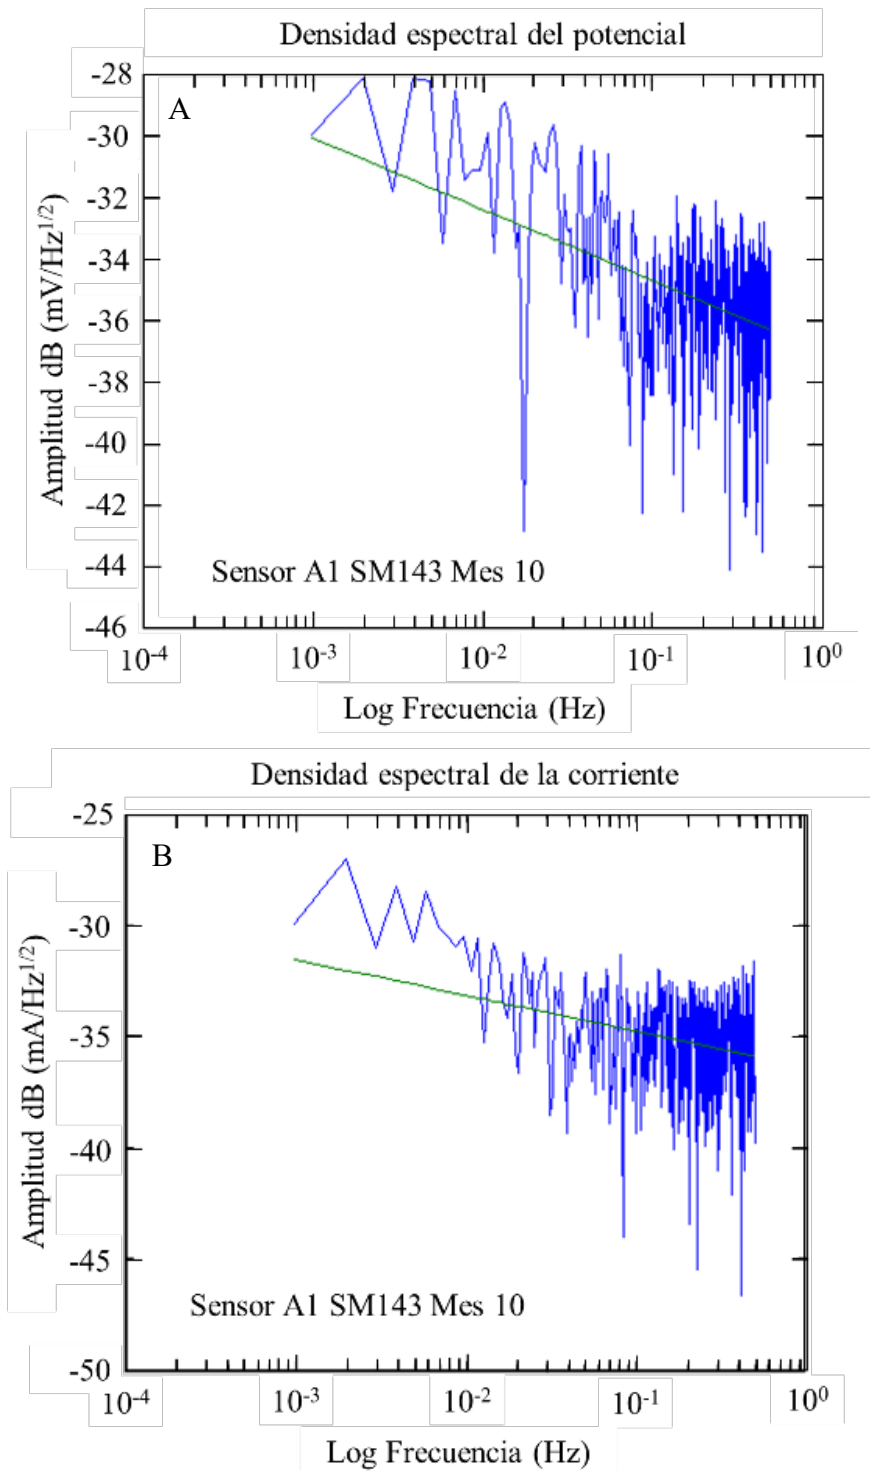 Densidad espectral del potencial
A
-28
-30
-32
-34
-36
-38
-40
-42
-44
-46
Amplitud dB (mV/Hz1/2)
Sensor A1 SM143 Mes 10
10-4 10-3 10-2 10-1 100
Log Frecuencia (Hz)
Densidad espectral de la corriente
B
-25
-30
-35
-40
-45
-50
Amplitud dB (mA/Hz1/2)
Sensor A1 SM143 Mes 10
10-4 10-3 10-2 10-1 100
Log Frecuencia (Hz)